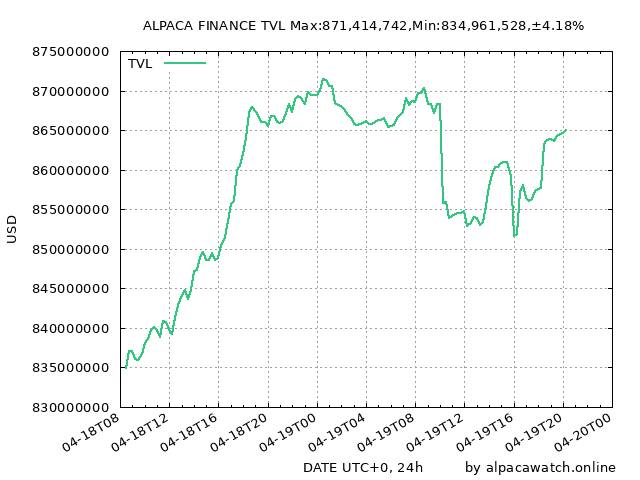 ALPACA FINANCE TVL Max:871,414,742,Min:834,961,528,±4.18%
TVL
875000000
870000000
865000000
860000000
855000000
850000000
845000000
840000000
835000000
830000000
USD
04-18T08
04-18T12
04-18T16
04-18T20
04-19T00
04-19T04
04-19T08
04-19T12
04-19T16
04-19T20
04-20T00
DATE UTC+0, 24h
by alpacawatch.online